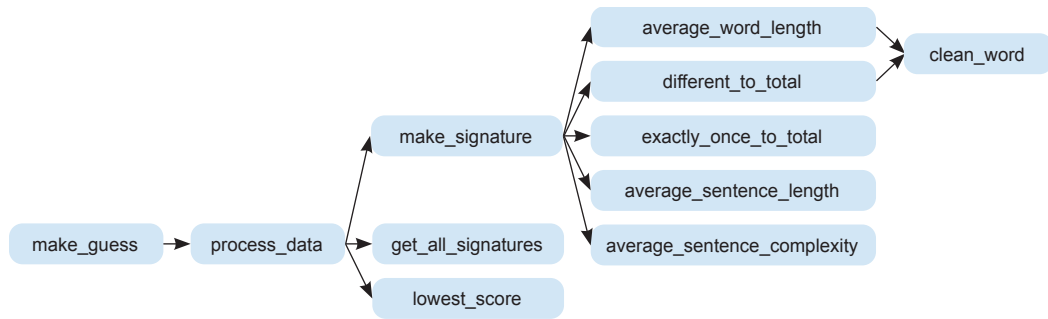 average_word_length
clean_word
different_to_total
make_signature
exactly_once_to_total
average_sentence_length
make_guess
process_data
get_all_signatures
average_sentence_complexity
lowest_score